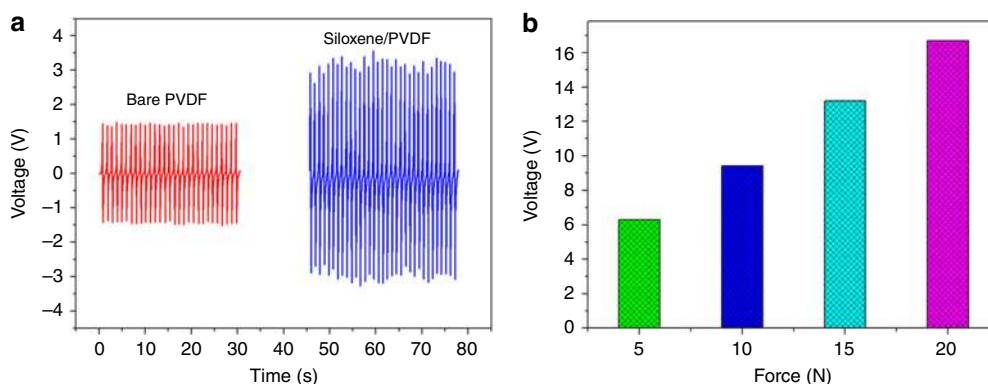 a
Siloxene/PVDF
Bare PVDF
4
3
2
1
0
–1
–2
–3
–4
Voltage (V)
0 10 20 30 40 50 60 70 80
Time (s)
b
16
14
12
10
8
6
4
2
0
Voltage (V)
5 10 15 20
Force (N)